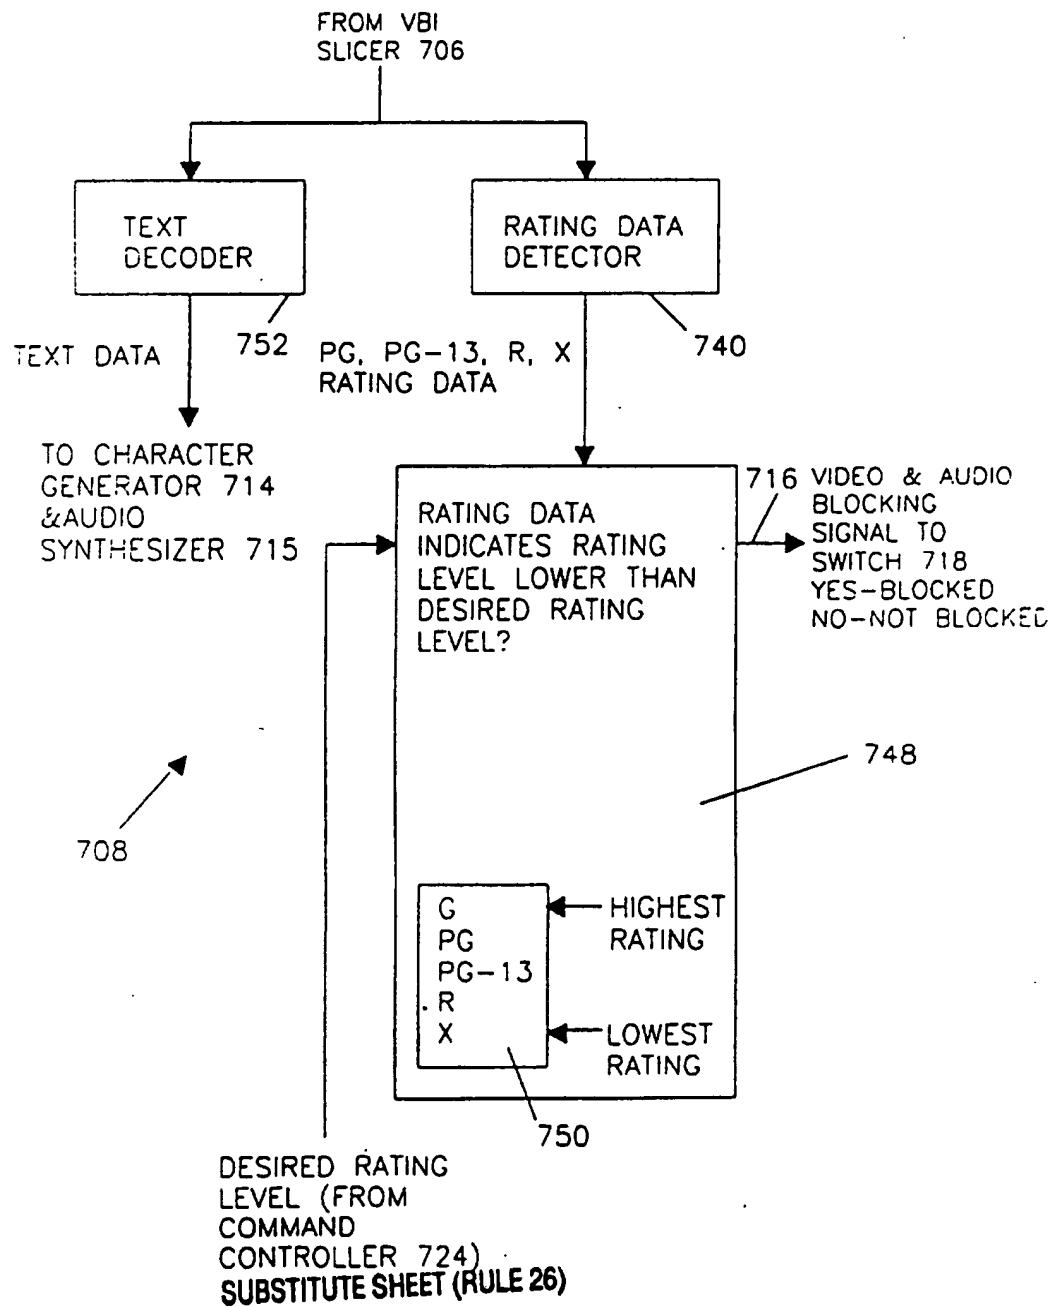 FROM VBI
SLICER 706
TEXT
DECODER
RATING DATA
DETECTOR
752
740
TEXT DATA
PG, PG-13, R, X
RATING DATA
TO CHARACTER
GENERATOR 714
&AUDIO
SYNTHESIZER 715
RATING DATA
INDICATES RATING
LEVEL LOWER THAN
DESIRED RATING
LEVEL?
716
VIDEO & AUDIO
BLOCKING
SIGNAL TO
SWITCH 718
YES-BLOCKED
NO-NOT BLOCKED
748
708
G
PG
PG-13
R
X
HIGHEST
RATING
LOWEST
RATING
750
DESIRED RATING
LEVEL (FROM
COMMAND
CONTROLLER 724)
SUBSTITUTE SHEET (RULE 26)